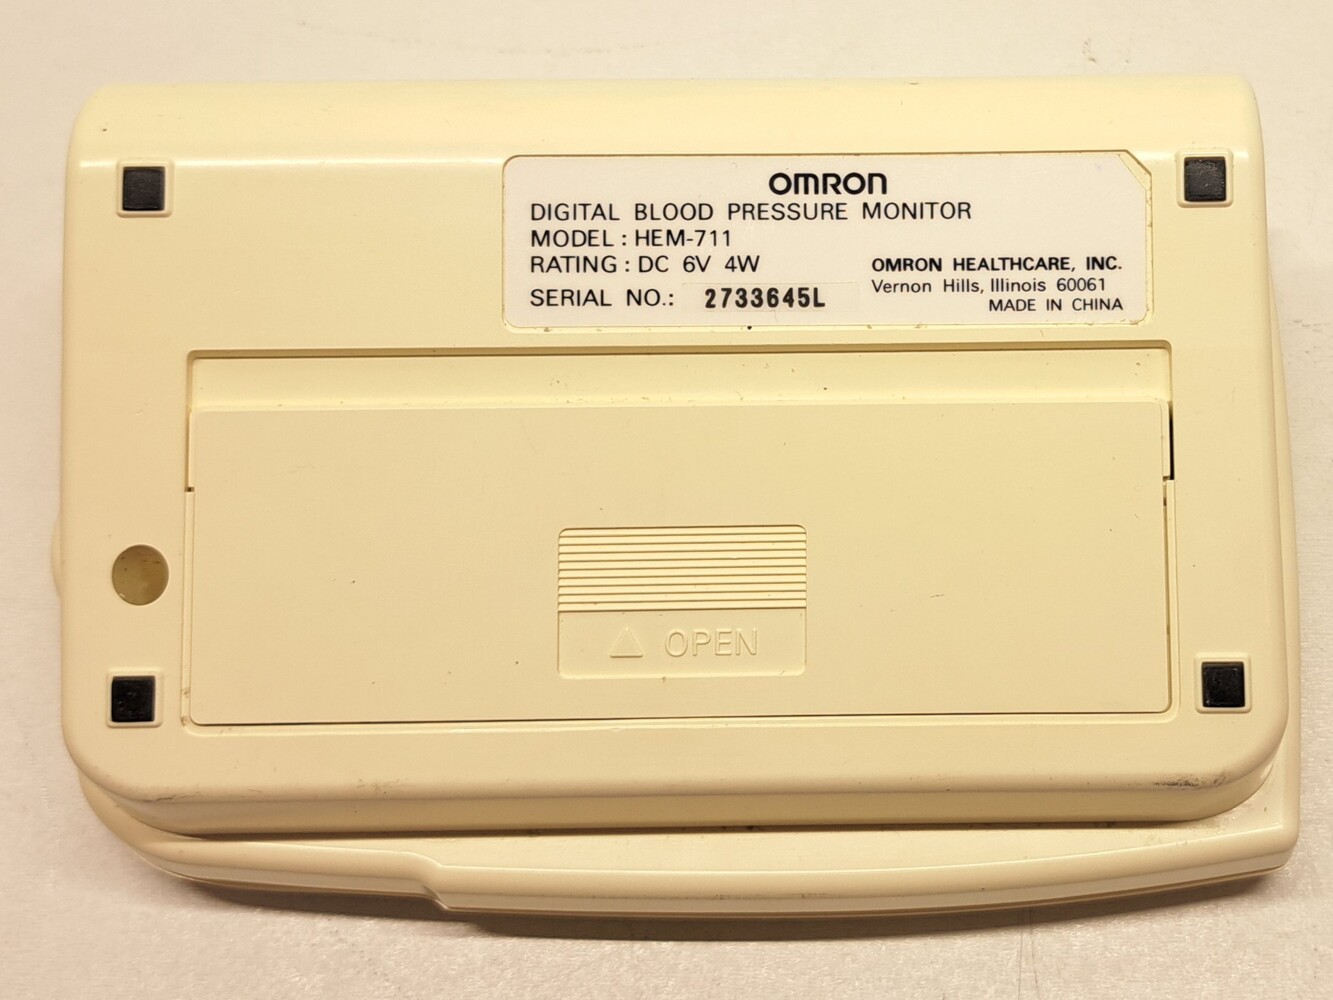 OMRON
DIGITAL BLOOD PRESSURE MONITOR
MODEL : HEM-711
RATING : DC 6V 4W
SERIAL NO.: 2733645L
OMRON HEALTHCARE, INC.
Vernon Hills, Illinois 60061
MADE IN CHINA
△ OPEN